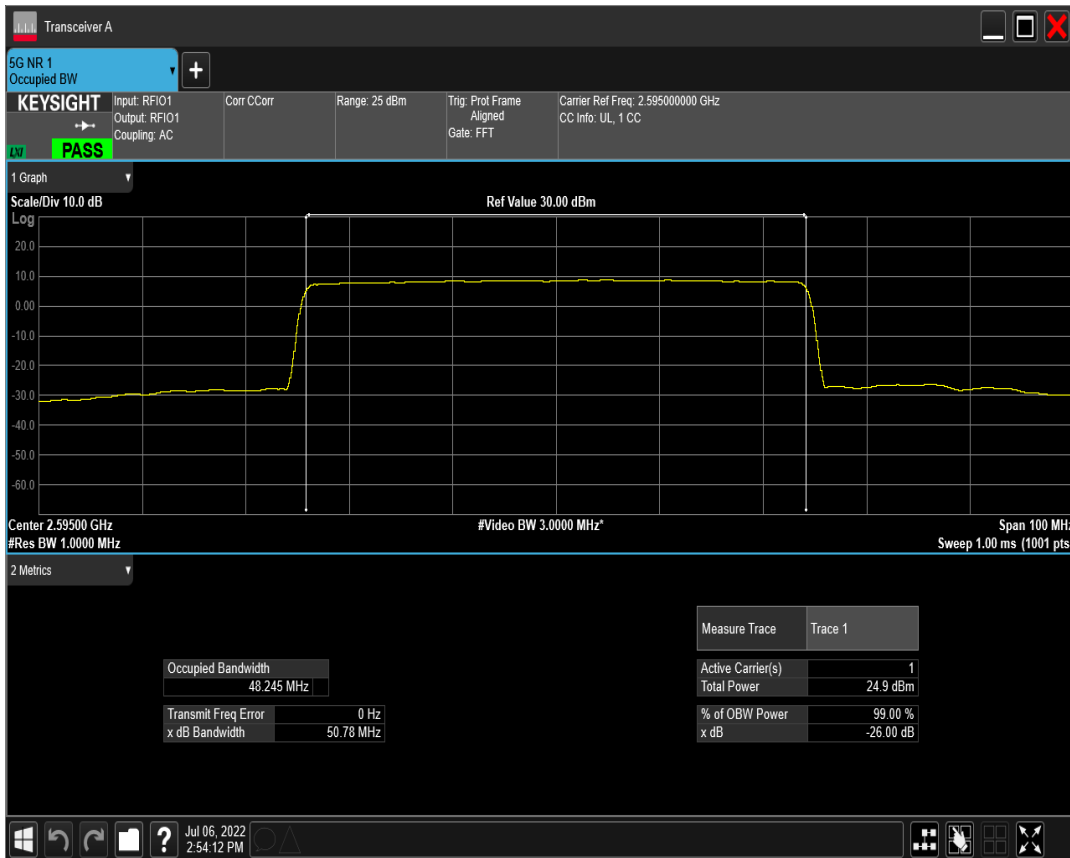 Transceiver A
5G NR 1
Occupied BW
+
KEYSIGHT
LXI
PASS
Input: RFIO1
Output: RFIO1
Coupling: AC
Corr CCorr
Range: 25 dBm
Trig: Prot Frame
Aligned
Gate: FFT
Carrier Ref Freq: 2.595000000 GHz
CC Info: UL, 1 CC
1 Graph
Scale/Div 10.0 dB
Ref Value 30.00 dBm
Log
20.0
10.0
0.00
-10.0
-20.0
-30.0
-40.0
-50.0
-60.0
Center 2.59500 GHz
#Video BW 3.0000 MHz*
Span 100 MHz
#Res BW 1.0000 MHz
Sweep 1.00 ms (1001 pts
2 Metrics
Measure Trace Trace 1
Occupied Bandwidth
48.245 MHz
Active Carrier(s) 1
Total Power 24.9 dBm
Transmit Freq Error 0 Hz
x dB Bandwidth 50.78 MHz
% of OBW Power 99.00 %
x dB -26.00 dB
?
Jul 06, 2022
2:54:12 PM